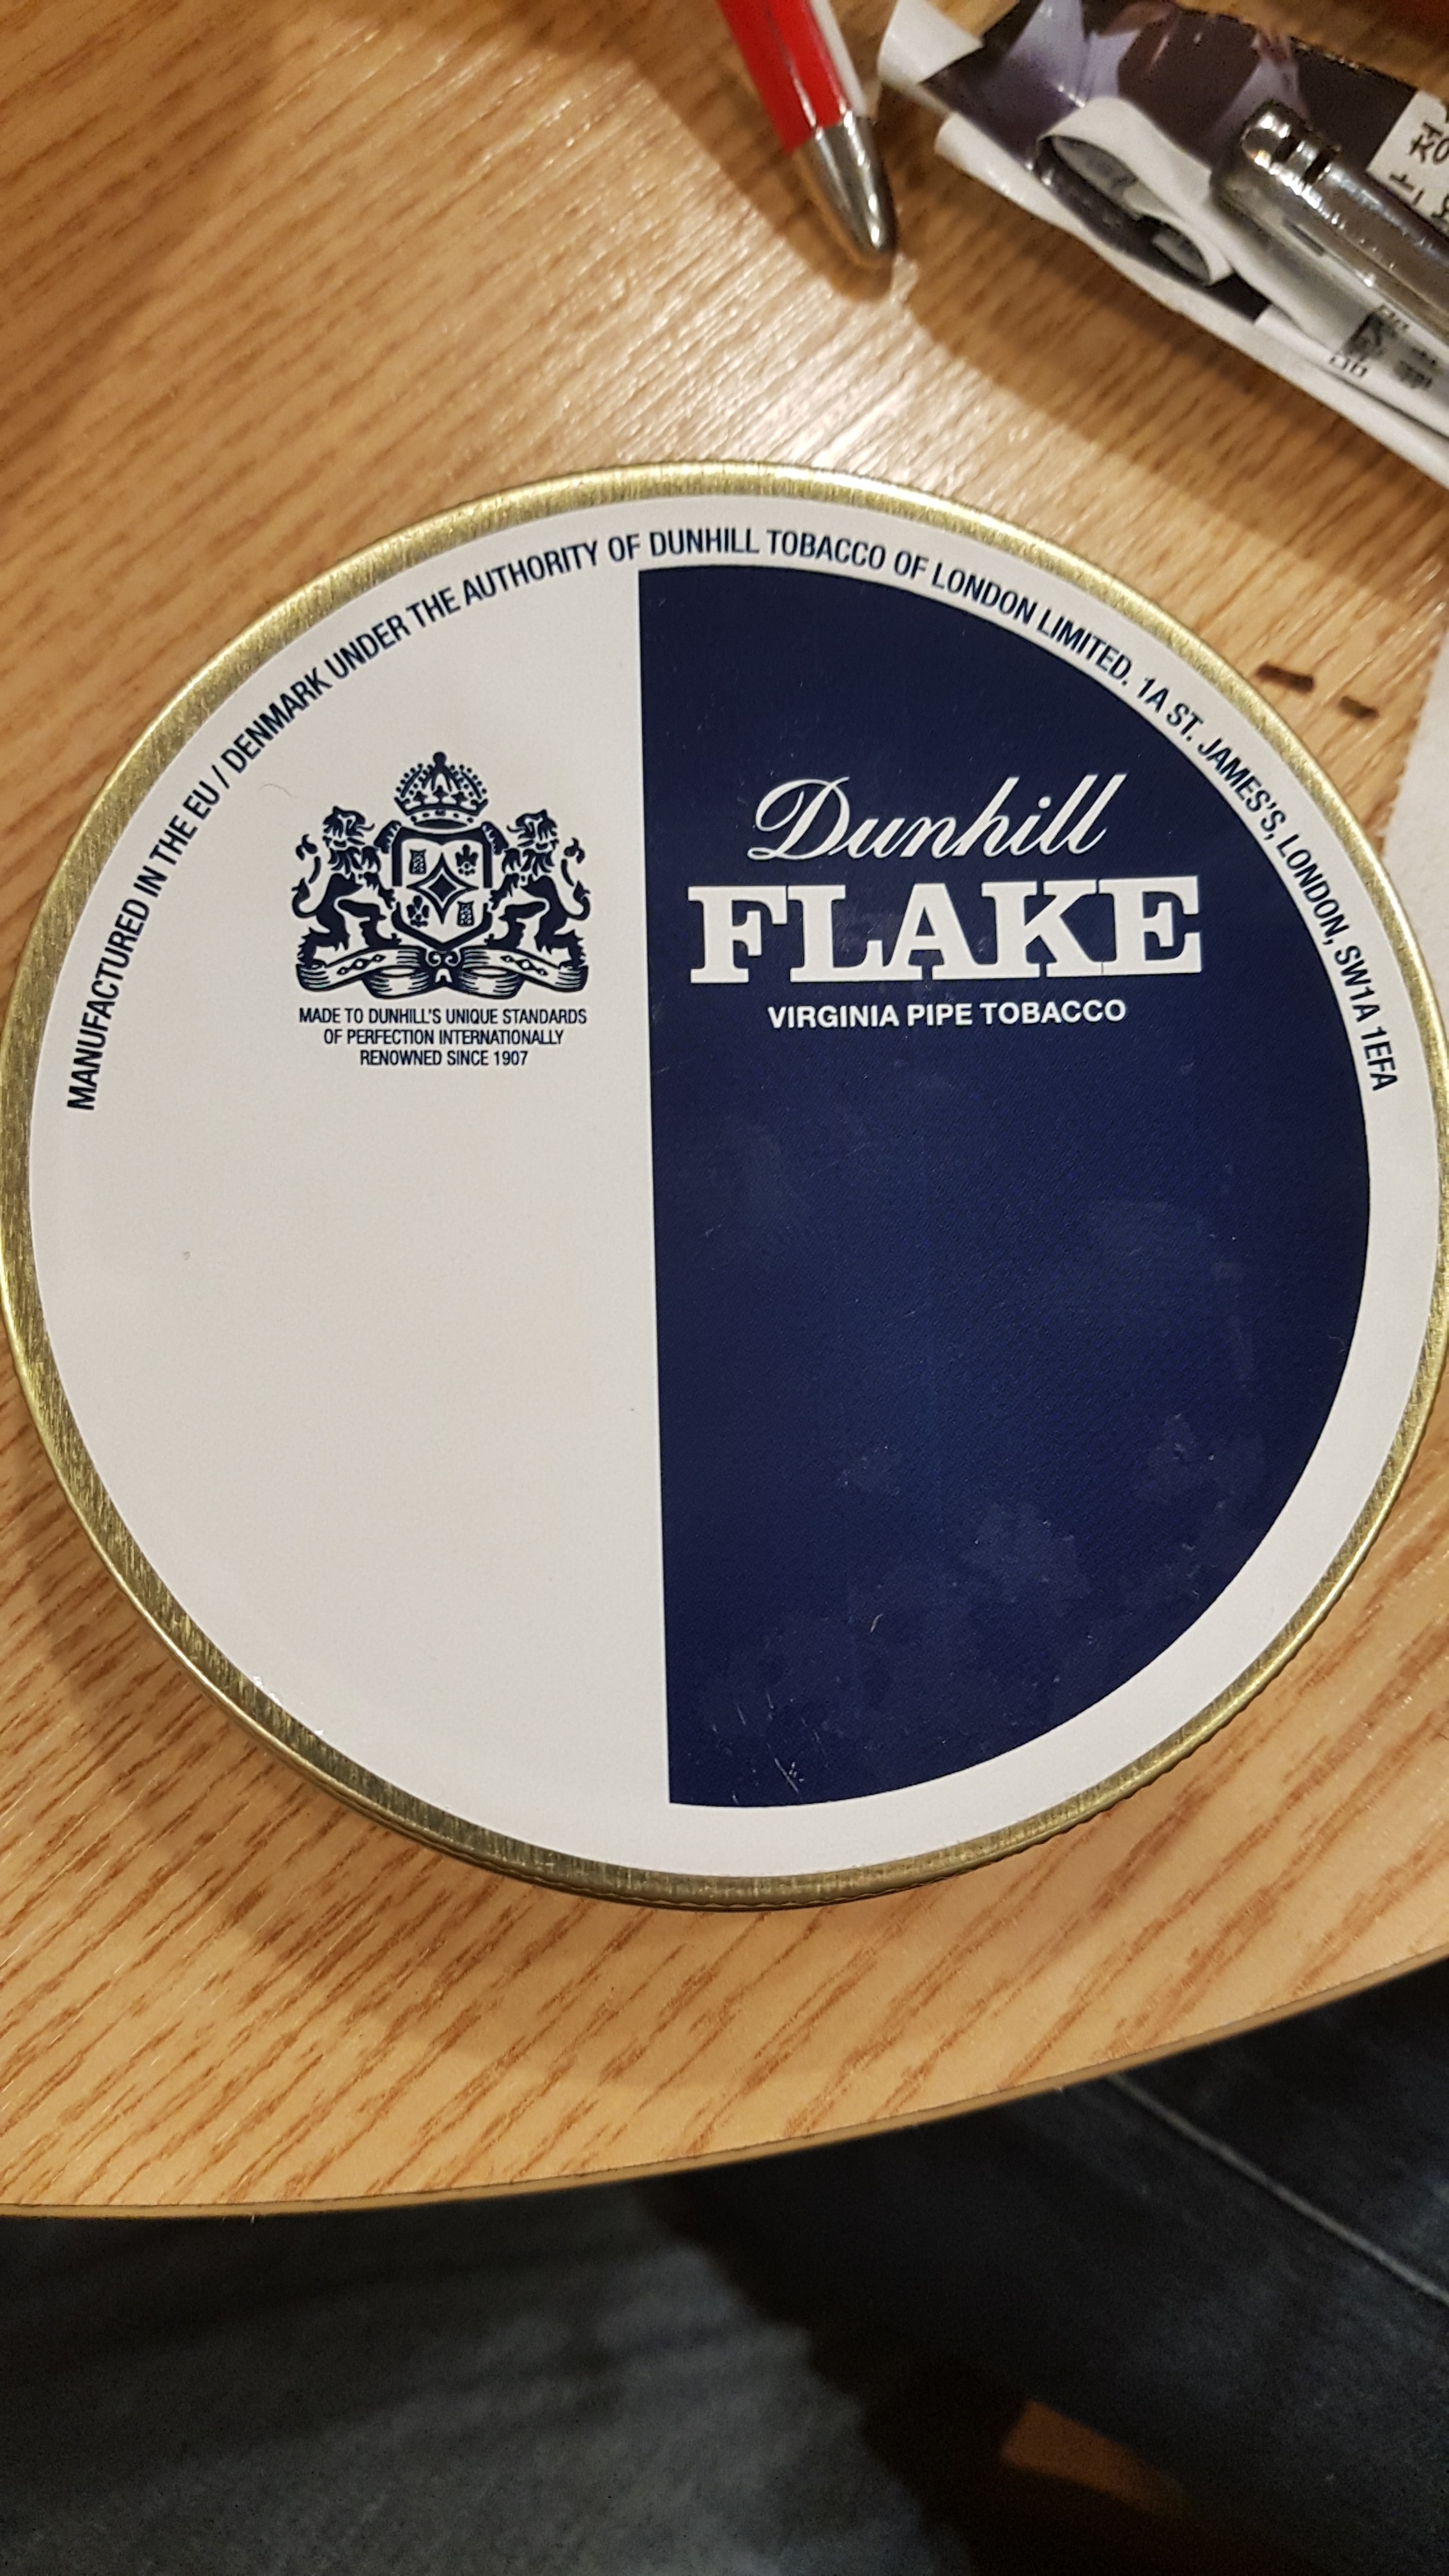 MANUFACTURED IN THE EU / DENMARK UNDER THE AUTHORITY OF DUNHILL TOBACCO OF LONDON LIMITED. 1A ST. JAMES'S, LONDON, SW1A 1EFA
MADE TO DUNHILL'S UNIQUE STANDARDS
OF PERFECTION INTERNATIONALLY
RENOWNED SINCE 1907
Dunhill
FLAKE
VIRGINIA PIPE TOBACCO